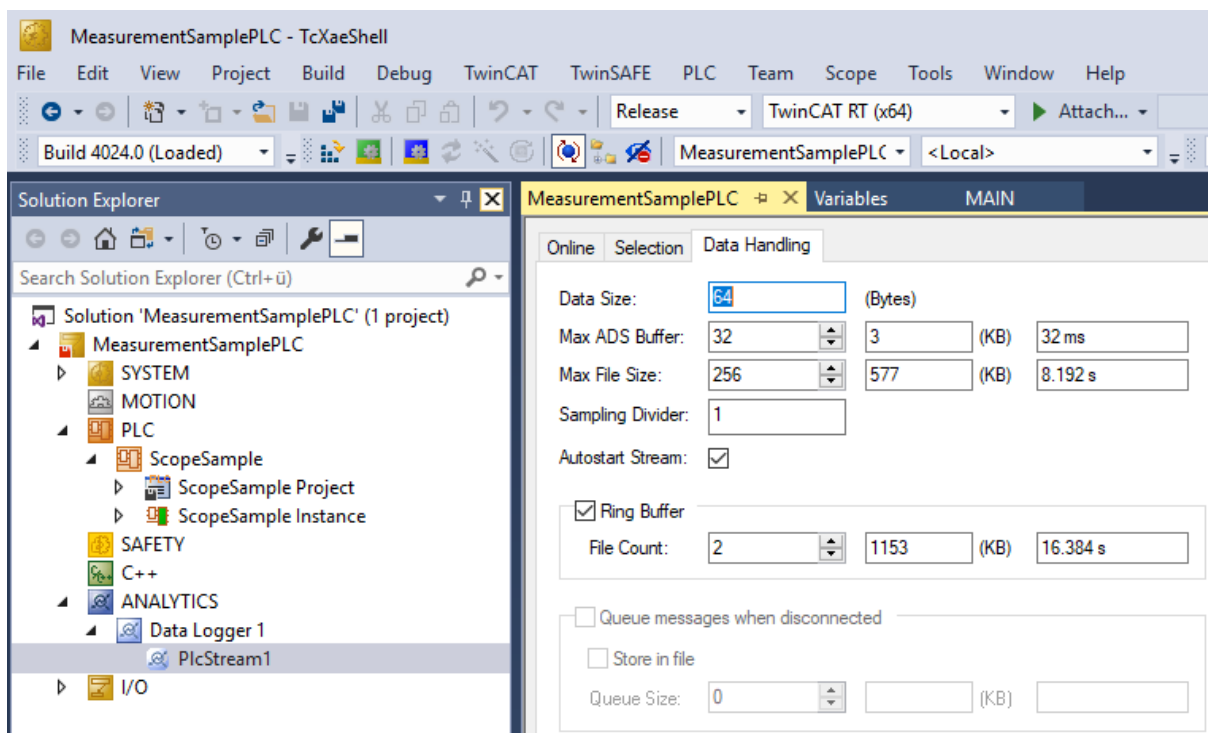 MeasurementSamplePLC - TcXaeShell
File Edit View Project Build Debug TwinCAT TwinSAFE PLC Team Scope Tools Window Help
Release TwinCAT RT (x64) Attach...
Build 4024.0 (Loaded) MeasurementSamplePLC <Local>
Solution Explorer
Search Solution Explorer (Ctrl+ü)
Solution 'MeasurementSamplePLC' (1 project)
MeasurementSamplePLC
SYSTEM
MOTION
PLC
ScopeSample
ScopeSample Project
ScopeSample Instance
SAFETY
C++
ANALYTICS
Data Logger 1
PlcStream1
I/O
MeasurementSamplePLC Variables MAIN
Online Selection Data Handling
Data Size: 64 (Bytes)
Max ADS Buffer: 32 3 (KB) 32 ms
Max File Size: 256 577 (KB) 8.192 s
Sampling Divider: 1
Autostart Stream:
Ring Buffer
File Count: 2 1153 (KB) 16.384 s
Queue messages when disconnected
Store in file
Queue Size: 0 (KB)